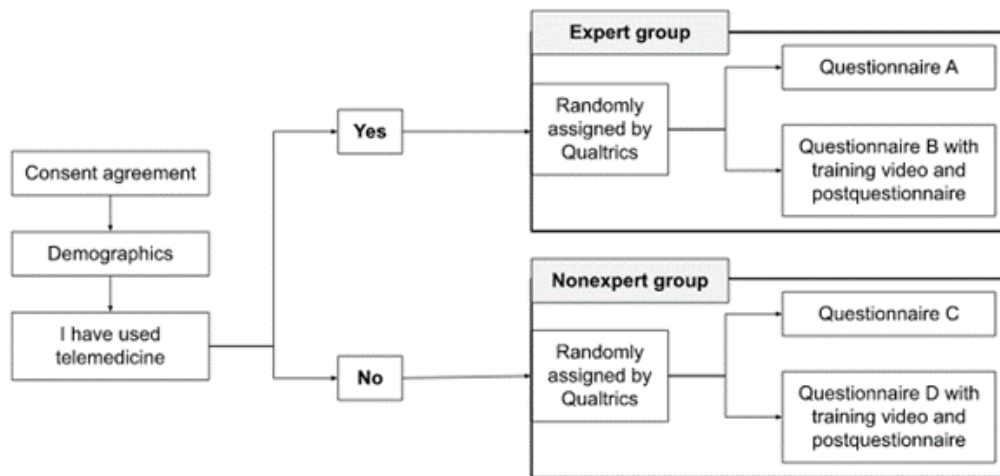 Consent agreement
Demographics
I have used
telemedicine
Yes
No
Expert group
Randomly
assigned by
Qualtrics
Questionnaire A
Questionnaire B with
training video and
postquestionnaire
Nonexpert group
Randomly
assigned by
Qualtrics
Questionnaire C
Questionnaire D with
training video and
postquestionnaire